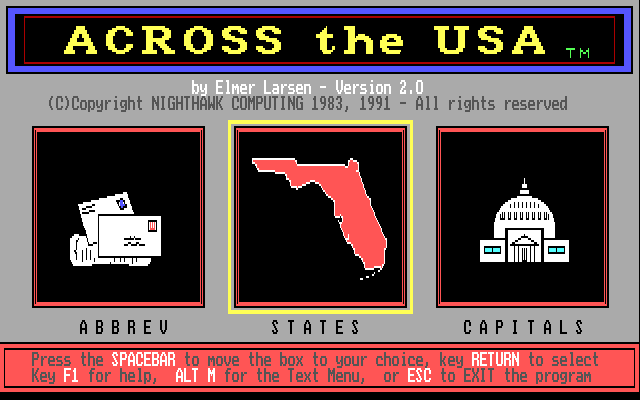 ACROSS the USA TM
by Elmer Larsen - Version 2.0
(C)Copyright NIGHTHAWK COMPUTING 1983, 1991 - All rights reserved
ABBREV STATES CAPITALS
Press the SPACEBAR to move the box to your choice, key RETURN to select
Key F1 for help, ALT M for the Text Menu, or ESC to EXIT the program